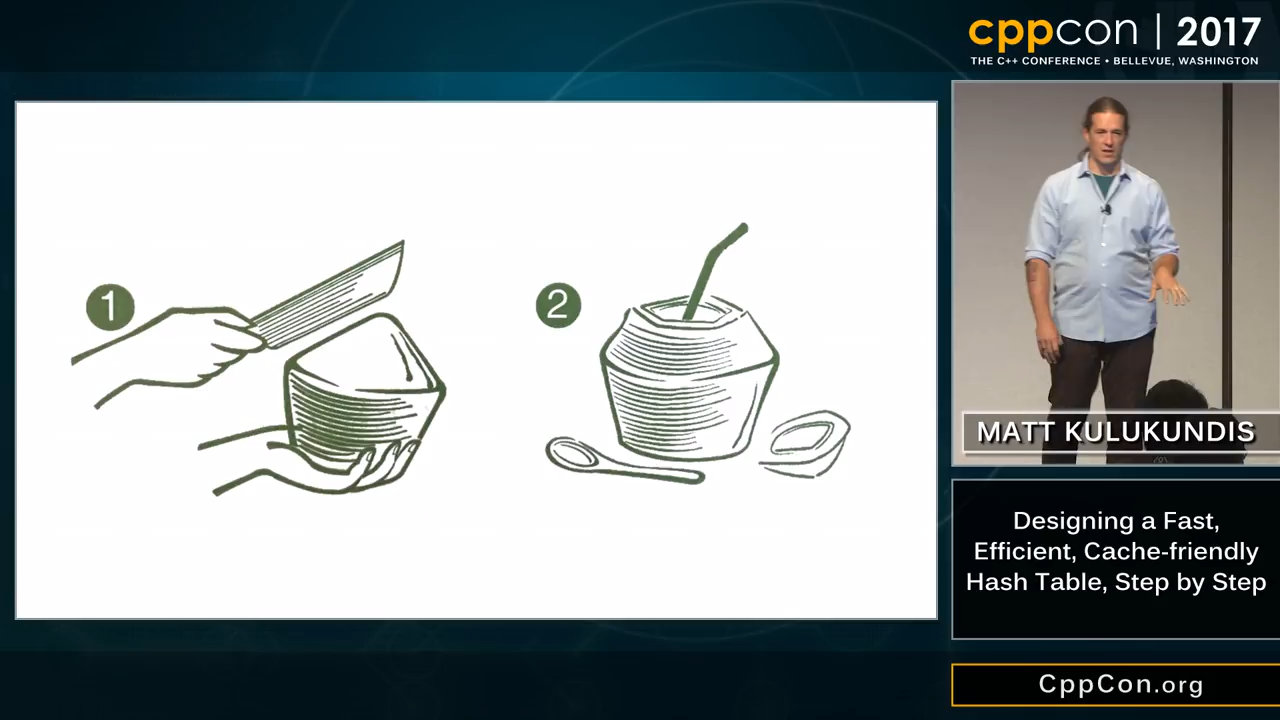 cppcon | 2017
THE C++ CONFERENCE • BELLEVUE, WASHINGTON
1
2
MATT KULUKUNDIS
Designing a Fast,
Efficient, Cache-friendly
Hash Table, Step by Step
CppCon.org